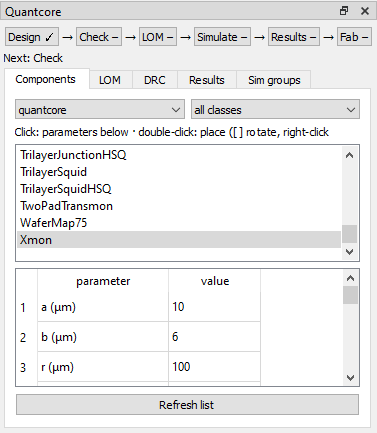 Quantcore
Design ✓ → Check – → LOM – → Simulate – → Results – → Fab –
Next: Check
Components LOM DRC Results Sim groups
quantcore all classes
Click: parameters below · double-click: place ([ ] rotate, right-click
TrilayerJunctionHSQ
TrilayerSquid
TrilayerSquidHSQ
TwoPadTransmon
WaferMap75
Xmon
parameter value
1 a (µm) 10
2 b (µm) 6
3 r (µm) 100
Refresh list